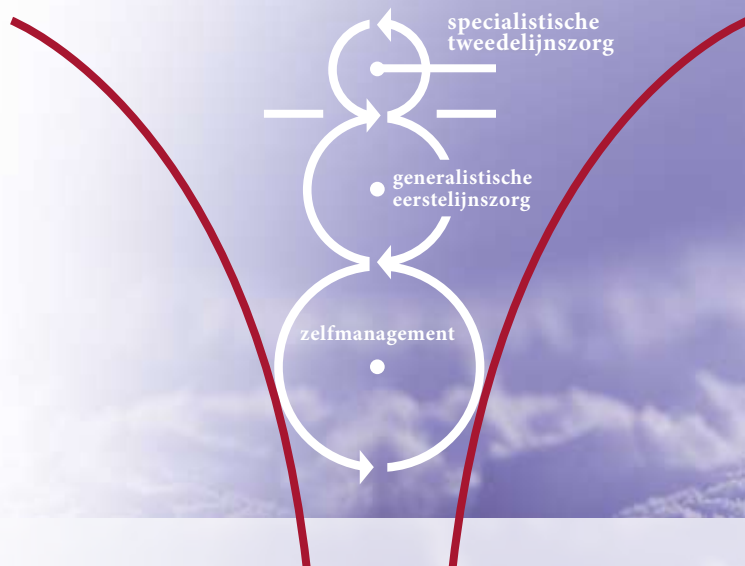 specialistische
tweedelijnszorg
generalistische
eerstelijnszorg
zelfmanagement